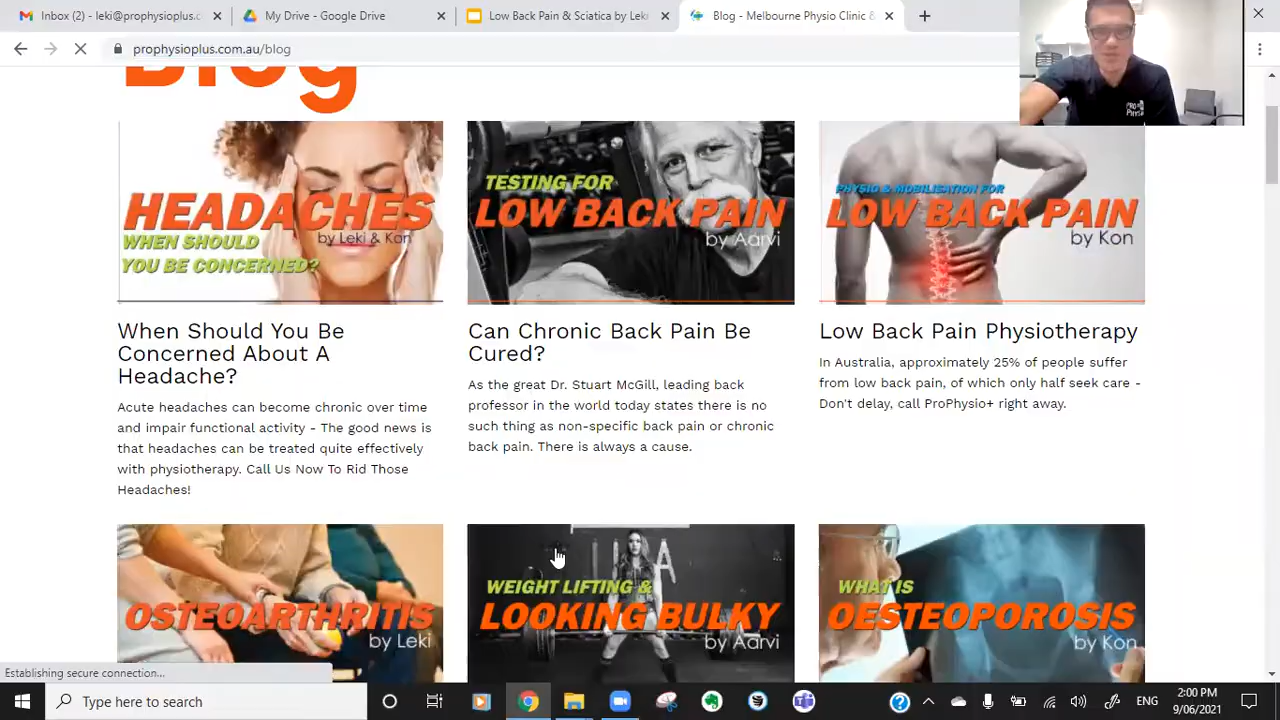 Inbox (2) - leki@prophysioplus.c
My Drive - Google Drive
Low Back Pain & Sciatica by Leki
Blog - Melbourne Physio Clinic &
prophysioplus.com.au/blog
Blog
HEADACHES
by Leki & Kon
WHEN SHOULD
YOU BE CONCERNED?
TESTING FOR
LOW BACK PAIN
by Aarvi
PHYSIO & MOBILISATION FOR
LOW BACK PAIN
by Kon
When Should You Be
Concerned About A
Headache?
Acute headaches can become chronic over time
and impair functional activity - The good news is
that headaches can be treated quite effectively
with physiotherapy. Call Us Now To Rid Those
Headaches!
Can Chronic Back Pain Be
Cured?
As the great Dr. Stuart McGill, leading back
professor in the world today states there is no
such thing as non-specific back pain or chronic
back pain. There is always a cause.
Low Back Pain Physiotherapy
In Australia, approximately 25% of people suffer
from low back pain, of which only half seek care -
Don't delay, call ProPhysio+ right away.
OSTEOARTHRITIS
by Leki
WEIGHT LIFTING &
LOOKING BULKY
by Aarvi
WHAT IS
OESTEOPOROSIS
by Kon
Establishing secure connection...
Type here to search
ENG
2:00 PM
9/06/2021